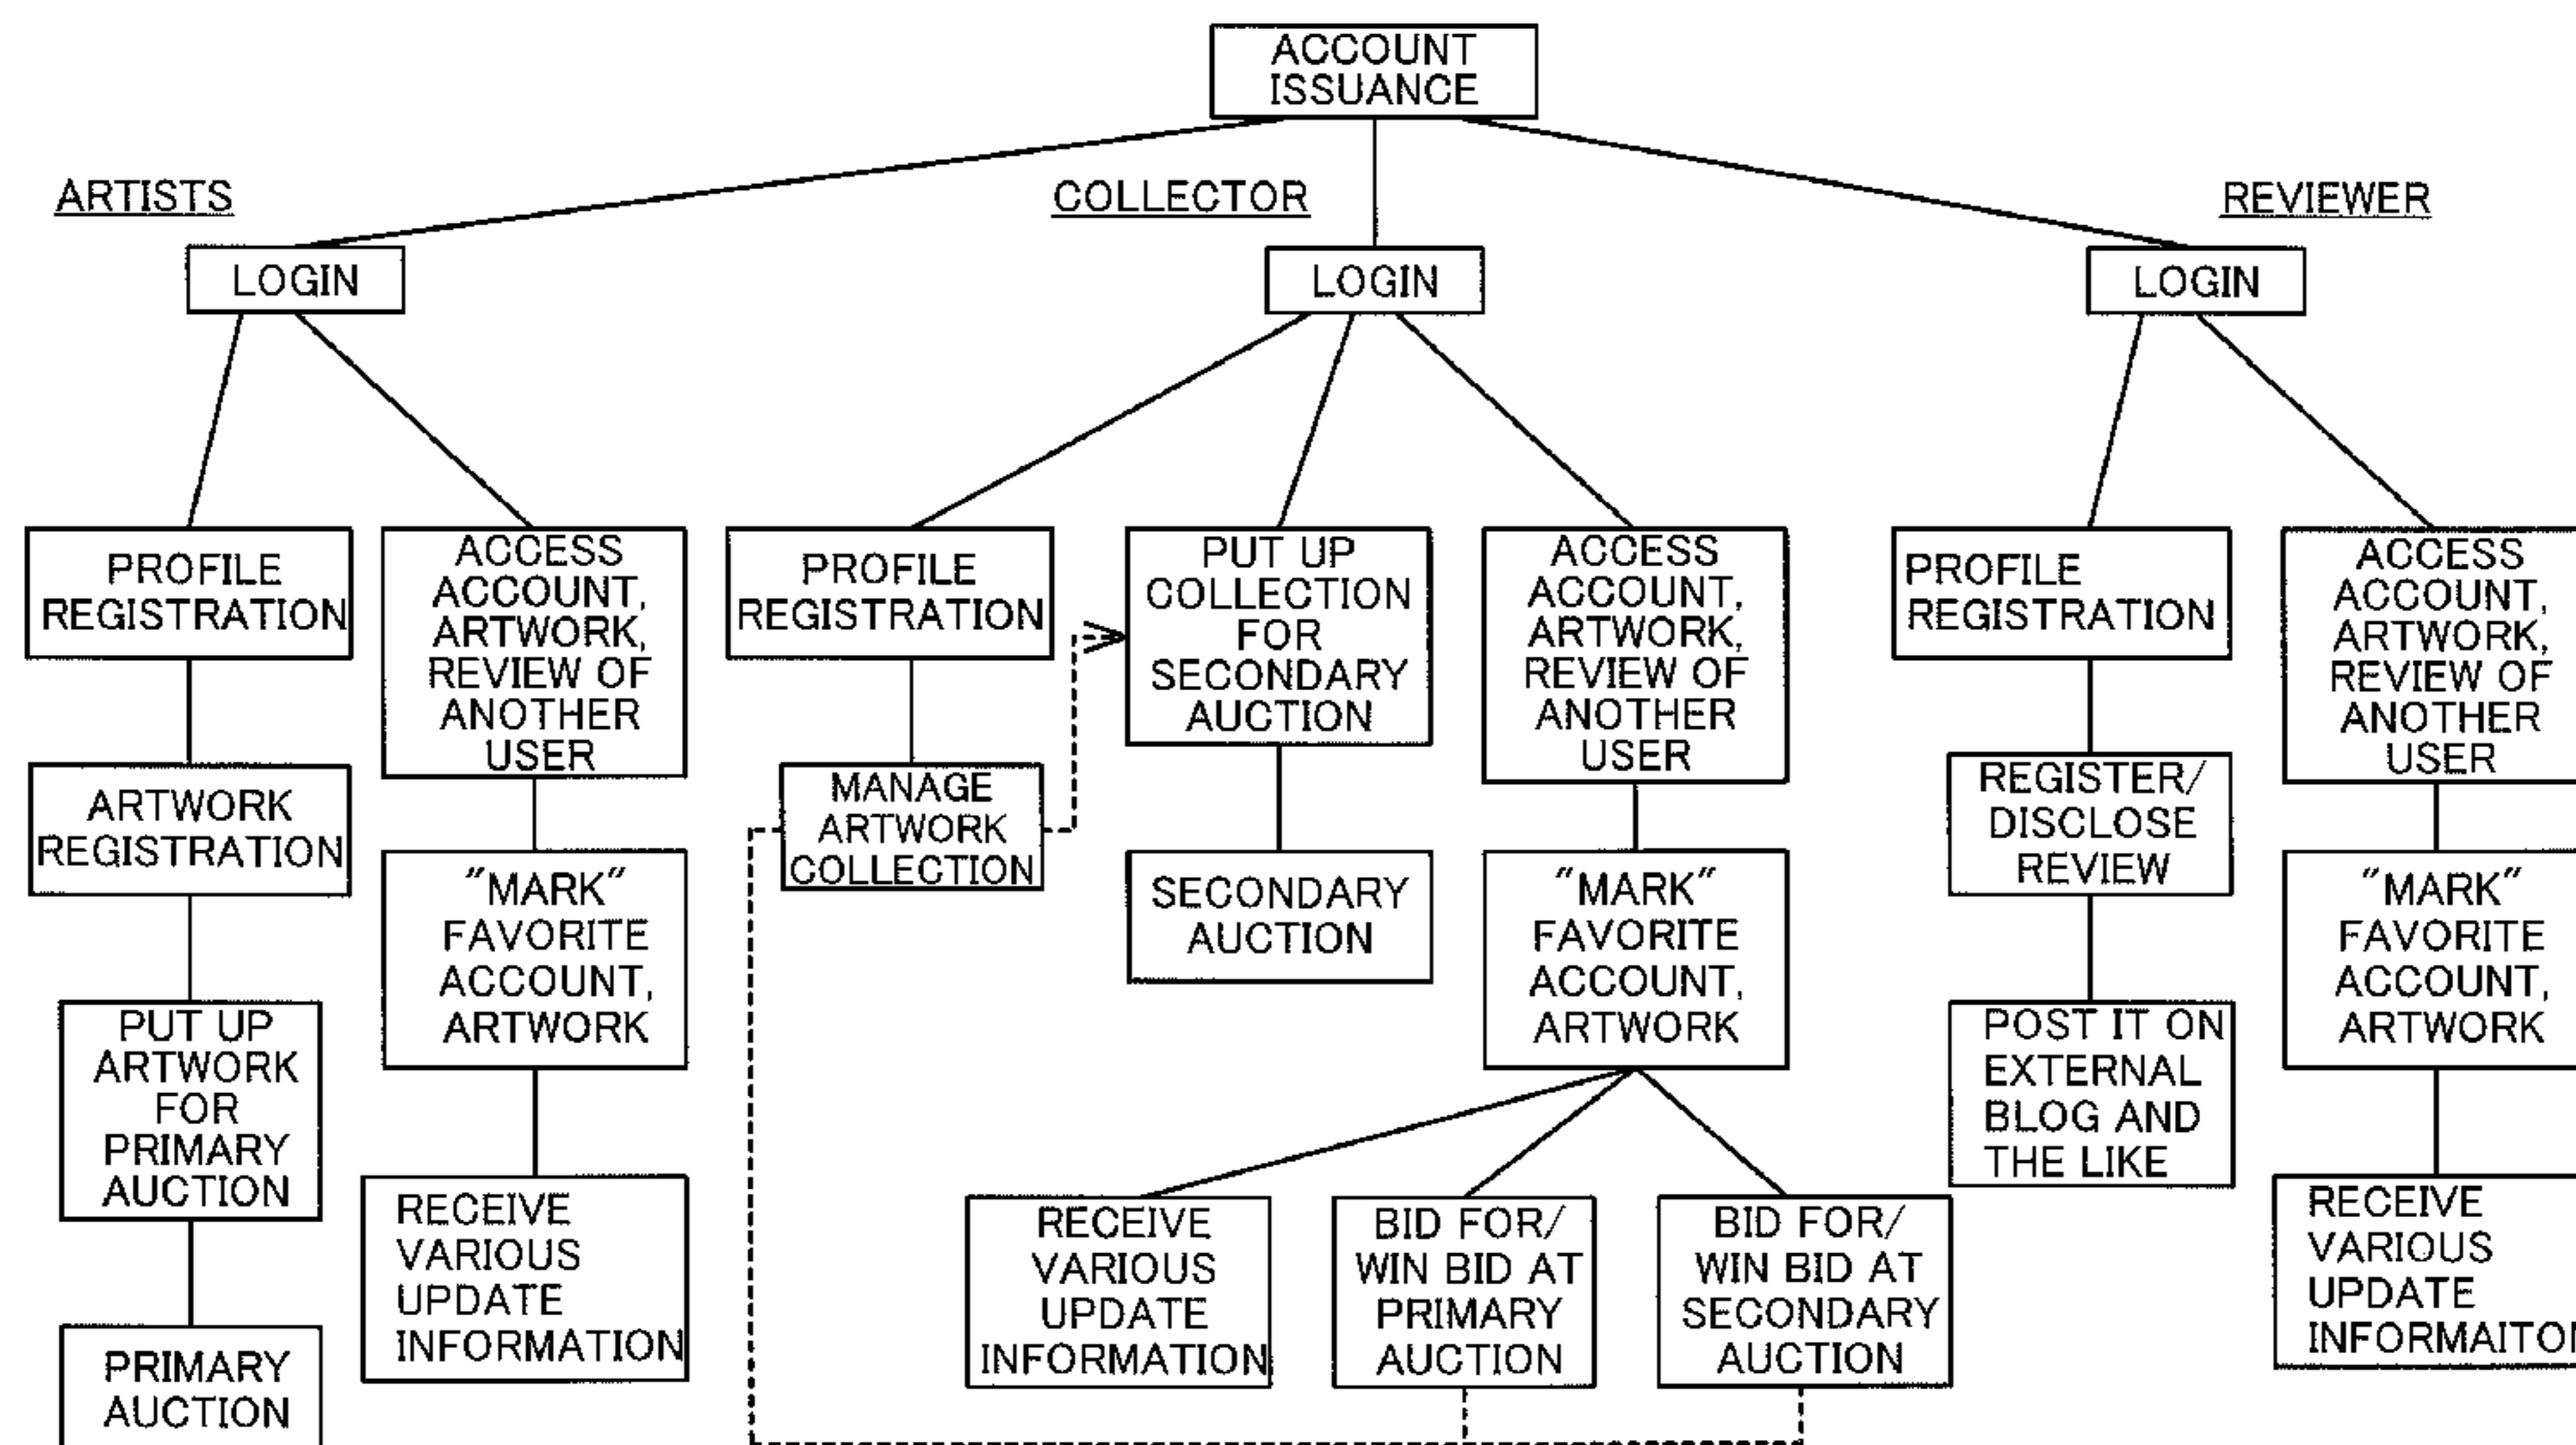 ACCOUNT
ISSUANCE
ARTISTS
COLLECTOR
REVIEWER
LOGIN
LOGIN
LOGIN
PROFILE
REGISTRATION
ACCESS
ACCOUNT,
ARTWORK,
REVIEW OF
ANOTHER
USER
PROFILE
REGISTRATION
PUT UP
COLLECTION
FOR
SECONDARY
AUCTION
ACCESS
ACCOUNT,
ARTWORK,
REVIEW OF
ANOTHER
USER
PROFILE
REGISTRATION
ACCESS
ACCOUNT,
ARTWORK,
REVIEW OF
ANOTHER
USER
ARTWORK
REGISTRATION
"MARK"
FAVORITE
ACCOUNT,
ARTWORK
MANAGE
ARTWORK
COLLECTION
SECONDARY
AUCTION
"MARK"
FAVORITE
ACCOUNT,
ARTWORK
REGISTER/
DISCLOSE
REVIEW
"MARK"
FAVORITE
ACCOUNT,
ARTWORK
PUT UP
ARTWORK
FOR
PRIMARY
AUCTION
RECEIVE
VARIOUS
UPDATE
INFORMATION
RECEIVE
VARIOUS
UPDATE
INFORMATION
BID FOR/
WIN BID AT
PRIMARY
AUCTION
BID FOR/
WIN BID AT
SECONDARY
AUCTION
POST IT ON
EXTERNAL
BLOG AND
THE LIKE
RECEIVE
VARIOUS
UPDATE
INFORMAITON
PRIMARY
AUCTION